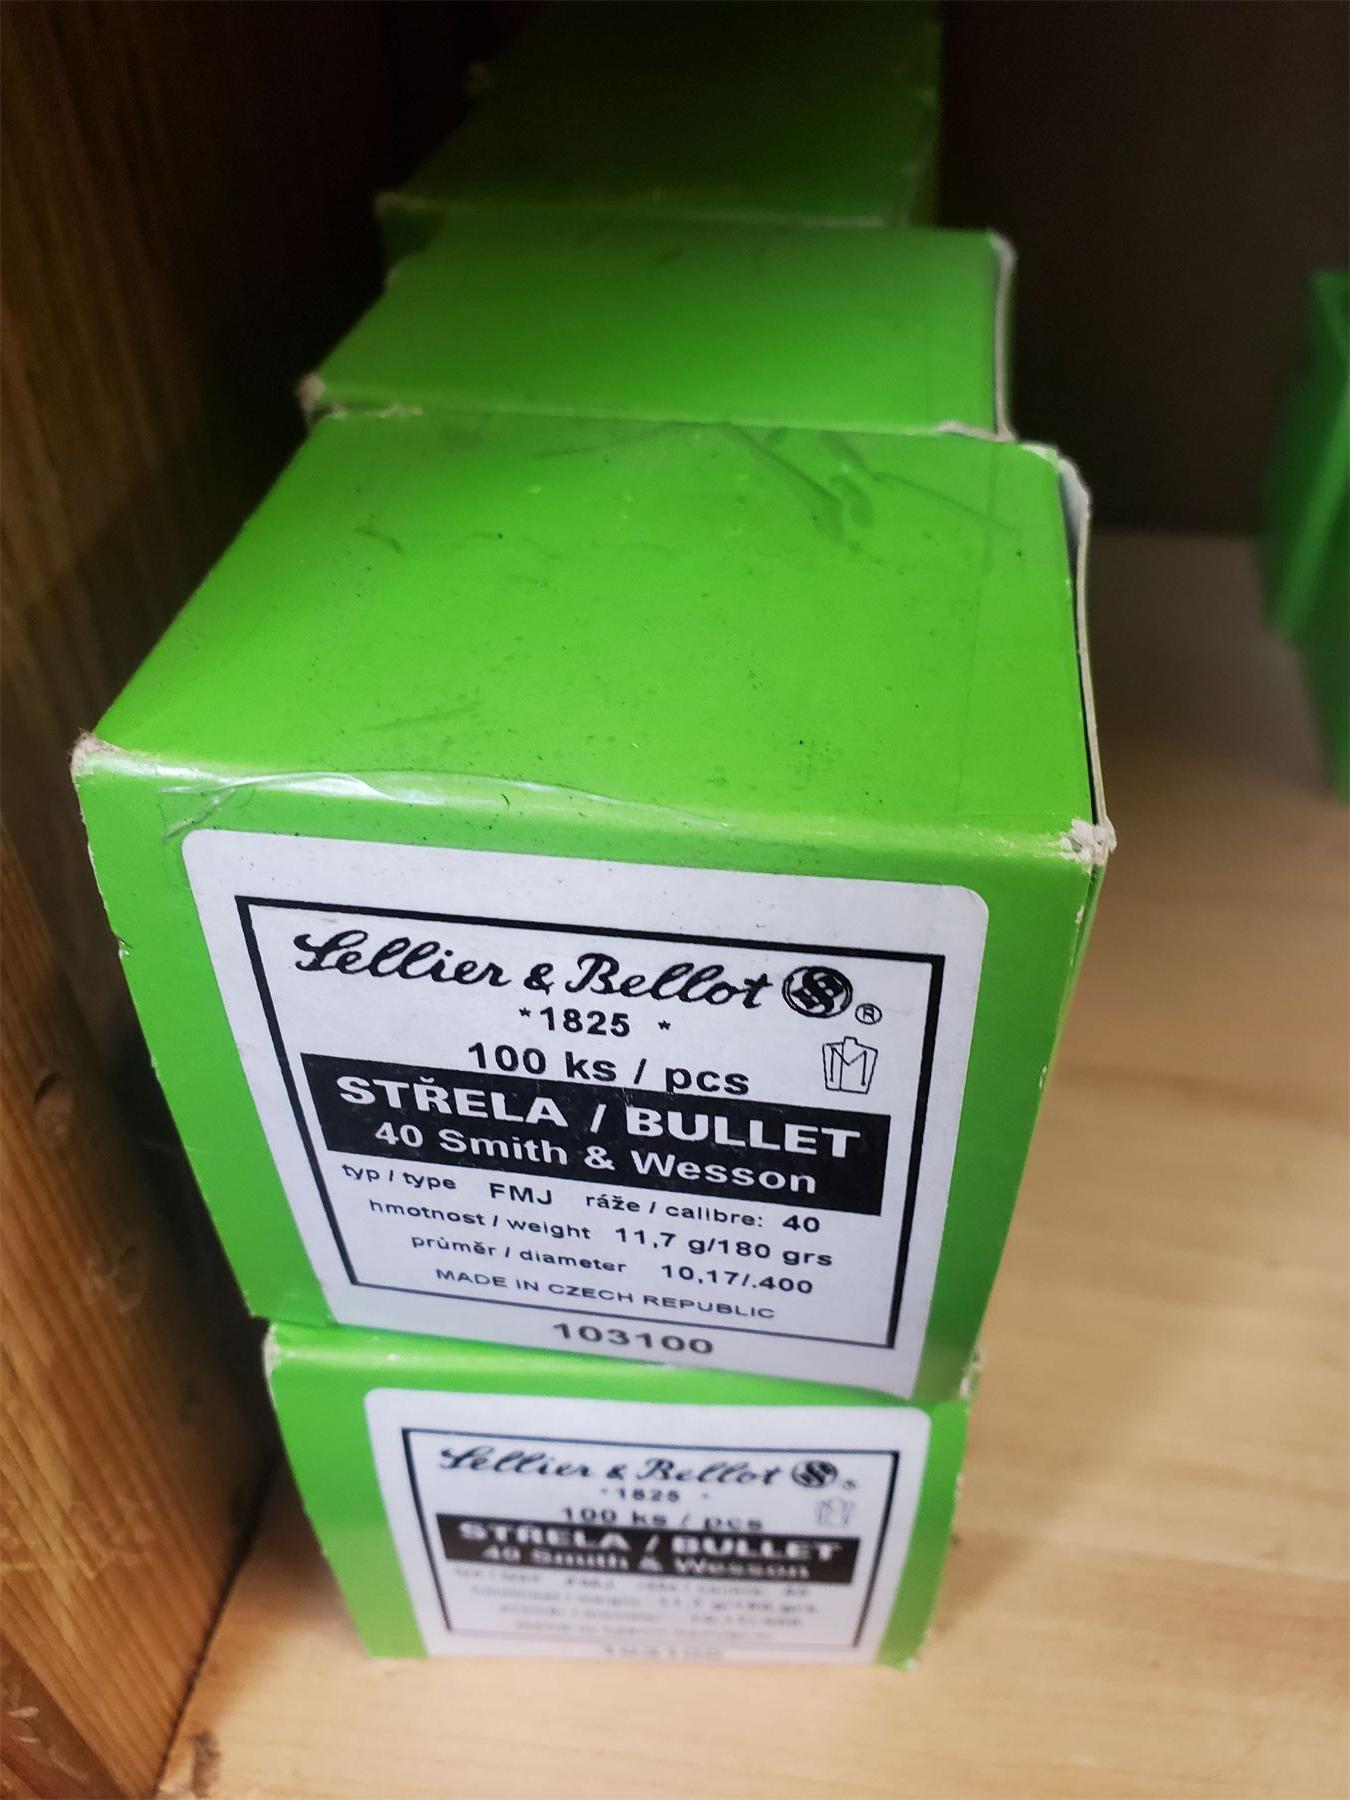 Sellier & Bellot ®
* 1825 *
100 ks / pcs
STŘELA / BULLET
40 Smith & Wesson
typ / type FMJ ráže / calibre: 40
hmotnost / weight 11,7 g/180 grs
průměr / diameter 10,17/.400
MADE IN CZECH REPUBLIC
103100
Sellier & Bellot
* 1825 *
100 ks / pcs
STŘELA / BULLET
40 Smith & Wesson